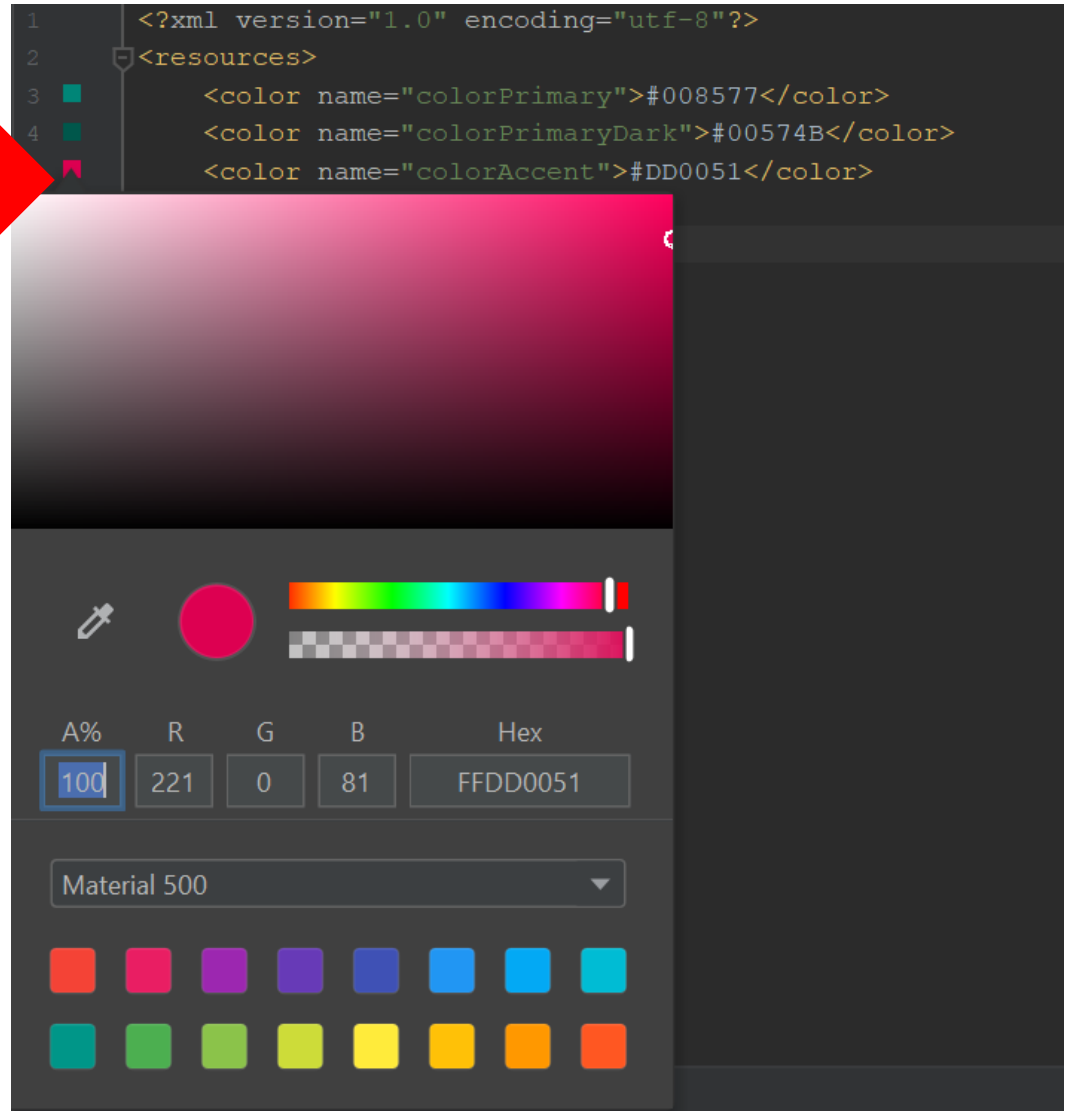 1 <?xml version="1.0" encoding="utf-8"?>
2 <resources>
3 <color name="colorPrimary">#008577</color>
4 <color name="colorPrimaryDark">#00574B</color>
<color name="colorAccent">#DD0051</color>
A% R G B Hex
100 221 0 81 FFDD0051
Material 500